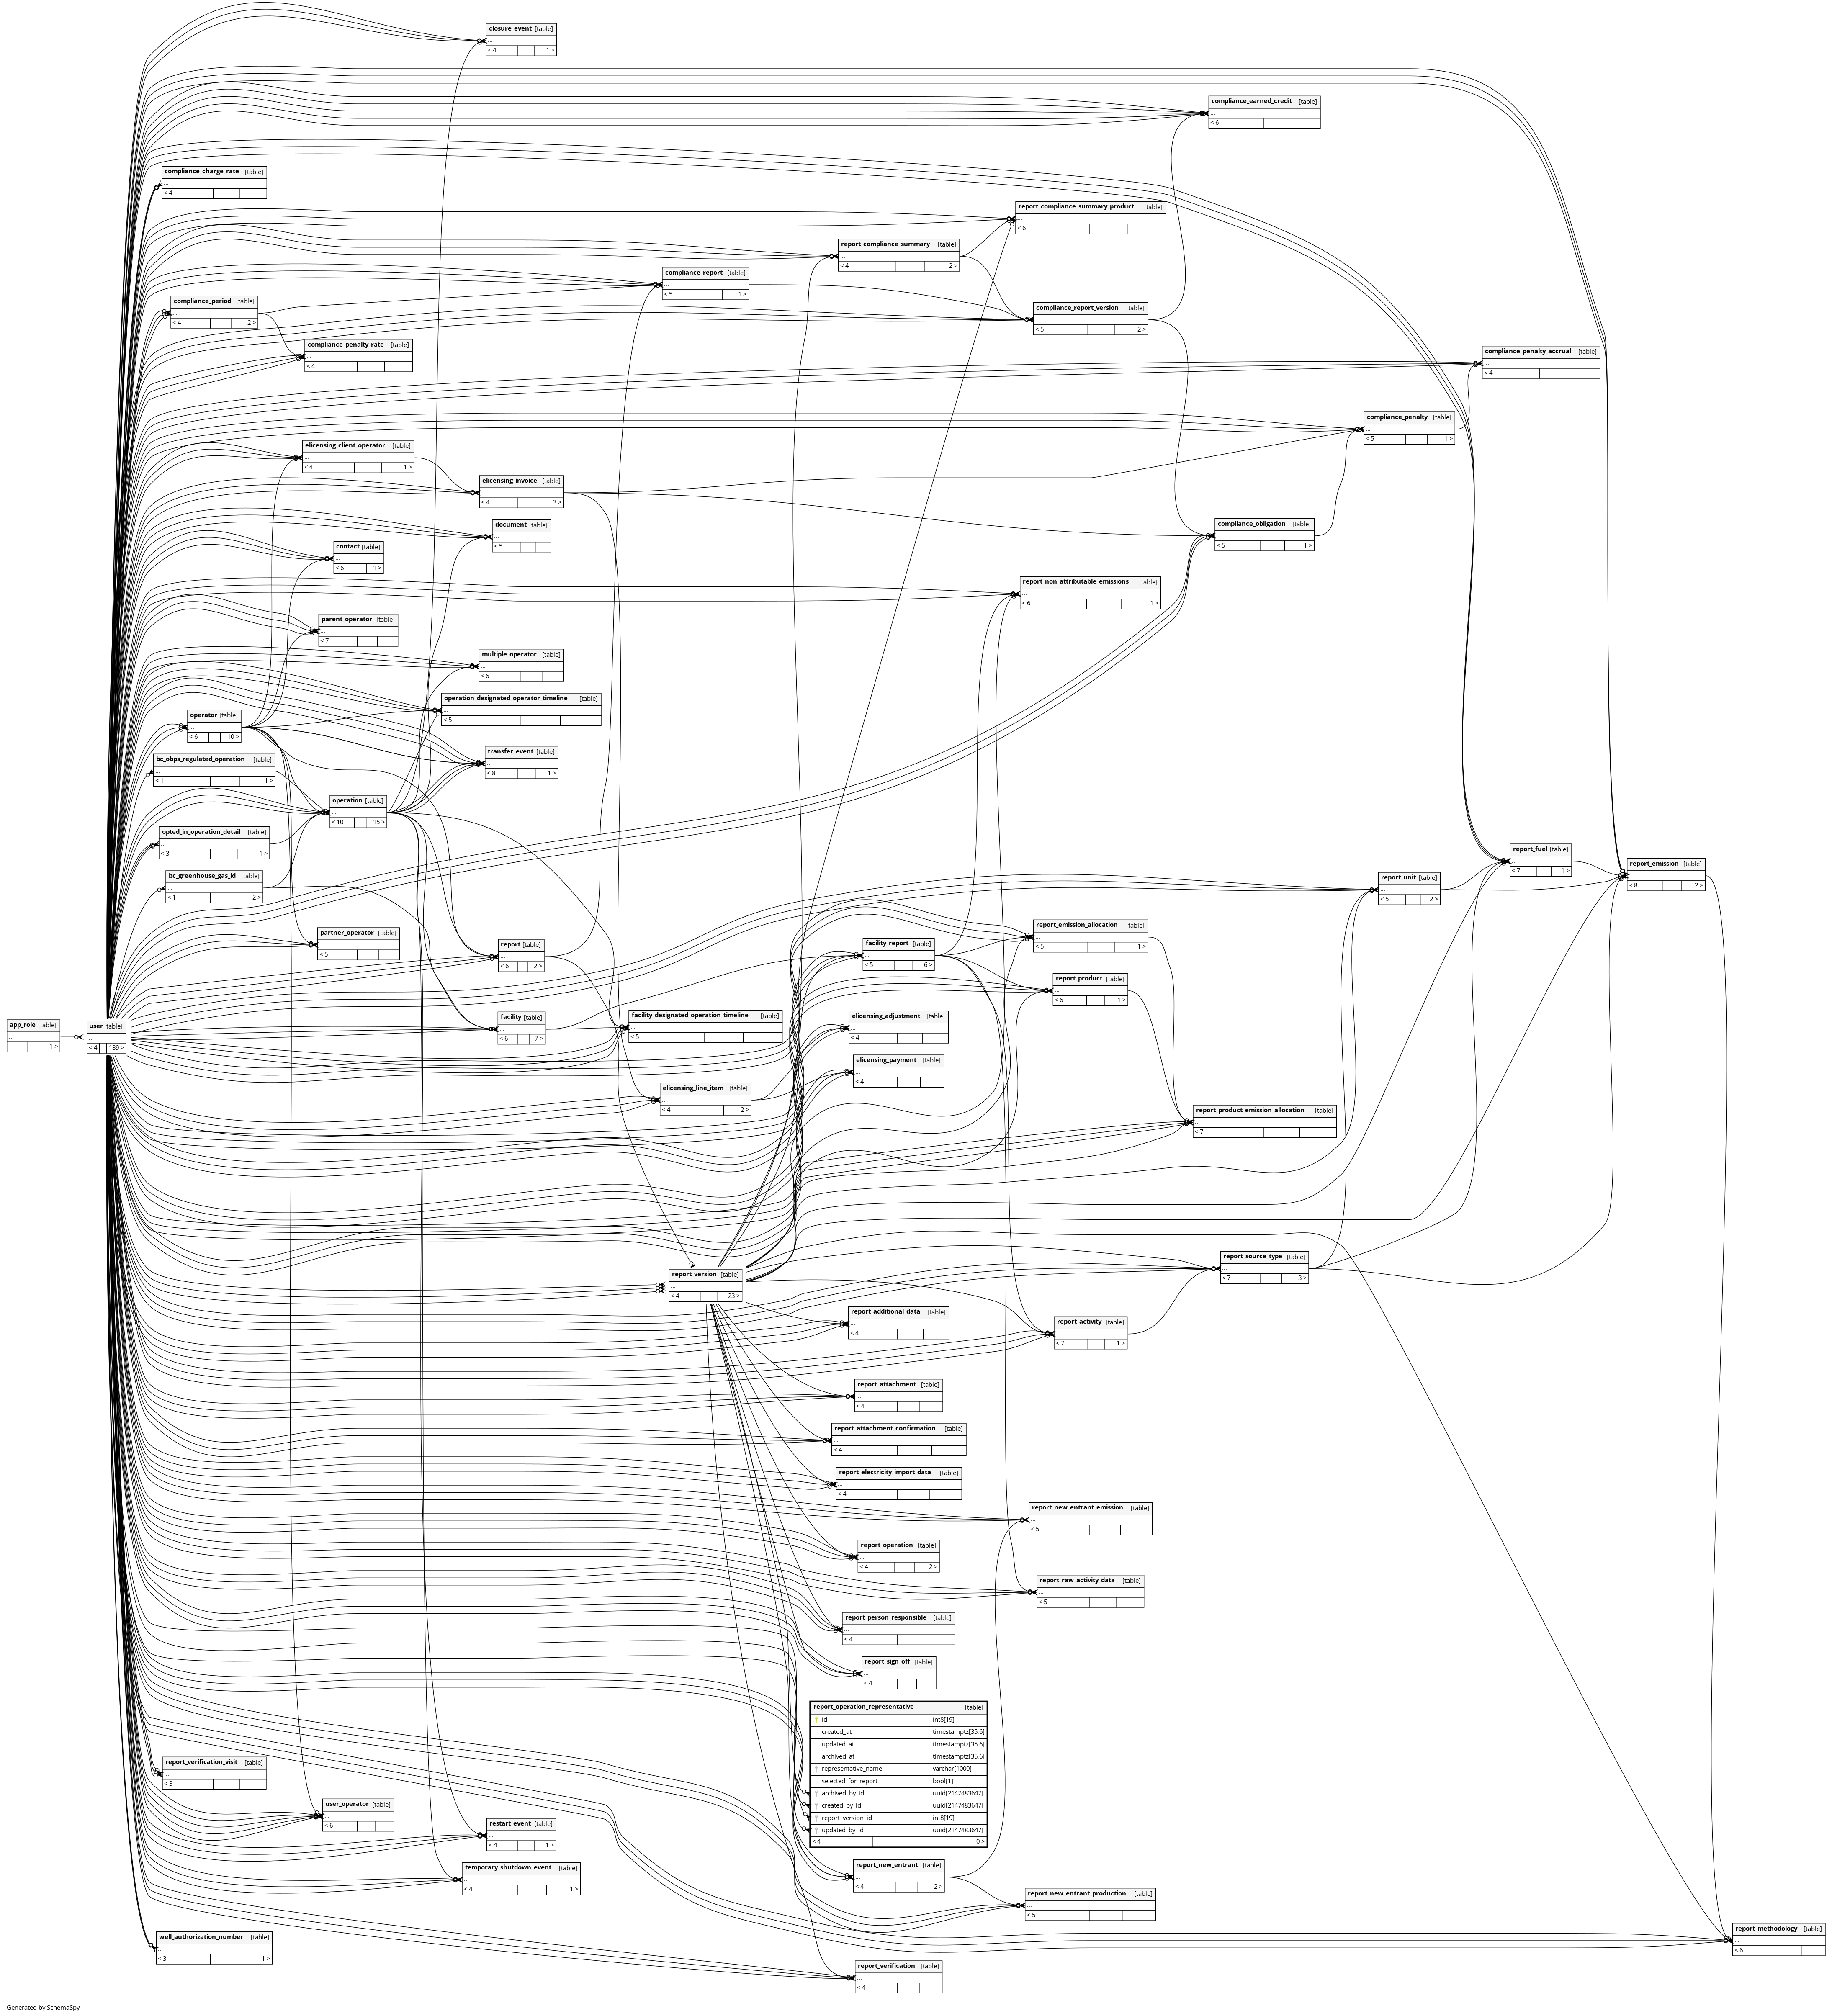 closure_event [table]
...
< 4 1 >
compliance_earned_credit [table]
...
< 6
compliance_charge_rate [table]
...
< 4
report_compliance_summary_product [table]
...
< 6
report_compliance_summary [table]
...
< 4 2 >
compliance_report [table]
...
< 5 1 >
compliance_period [table]
...
< 4 2 >
compliance_report_version [table]
...
< 5 2 >
compliance_penalty_rate [table]
...
< 4
compliance_penalty_accrual [table]
...
< 4
compliance_penalty [table]
...
< 5 1 >
elicensing_client_operator [table]
...
< 4 1 >
elicensing_invoice [table]
...
< 4 3 >
document [table]
...
< 5
compliance_obligation [table]
...
< 5 1 >
contact [table]
...
< 6 1 >
report_non_attributable_emissions [table]
...
< 6 1 >
parent_operator [table]
...
< 7
multiple_operator [table]
...
< 6
operation_designated_operator_timeline [table]
...
< 5
operator [table]
...
< 6 10 >
transfer_event [table]
...
< 8 1 >
bc_obps_regulated_operation [table]
...
< 1 1 >
operation [table]
...
< 10 15 >
opted_in_operation_detail [table]
...
< 3 1 >
report_fuel [table]
...
< 7 1 >
report_emission [table]
...
< 8 2 >
bc_greenhouse_gas_id [table]
...
< 1 2 >
report_unit [table]
...
< 5 2 >
report_emission_allocation [table]
...
< 5 1 >
partner_operator [table]
...
< 5
report [table]
...
< 6 2 >
facility_report [table]
...
< 5 6 >
report_product [table]
...
< 6 1 >
facility [table]
...
< 6 7 >
facility_designated_operation_timeline [table]
...
< 5
elicensing_adjustment [table]
...
< 4
app_role [table]
...
1 >
user [table]
...
< 4 189 >
elicensing_payment [table]
...
< 4
elicensing_line_item [table]
...
< 4 2 >
report_product_emission_allocation [table]
...
< 7
report_source_type [table]
...
< 7 3 >
report_version [table]
...
< 4 23 >
report_additional_data [table]
...
< 4
report_activity [table]
...
< 7 1 >
report_attachment [table]
...
< 4
report_attachment_confirmation [table]
...
< 4
report_electricity_import_data [table]
...
< 4
report_new_entrant_emission [table]
...
< 5
report_operation [table]
...
< 4 2 >
report_raw_activity_data [table]
...
< 5
report_person_responsible [table]
...
< 4
report_sign_off [table]
...
< 4
report_operation_representative [table]
id int8[19]
created_at timestamptz[35,6]
updated_at timestamptz[35,6]
archived_at timestamptz[35,6]
representative_name varchar[1000]
selected_for_report bool[1]
archived_by_id uuid[2147483647]
created_by_id uuid[2147483647]
report_version_id int8[19]
updated_by_id uuid[2147483647]
< 4 0 >
report_verification_visit [table]
...
< 3
user_operator [table]
...
< 6
restart_event [table]
...
< 4 1 >
temporary_shutdown_event [table]
...
< 4 1 >
report_new_entrant [table]
...
< 4 2 >
report_new_entrant_production [table]
...
< 5
well_authorization_number [table]
...
< 3 1 >
report_methodology [table]
...
< 6
report_verification [table]
...
< 4
Generated by SchemaSpy